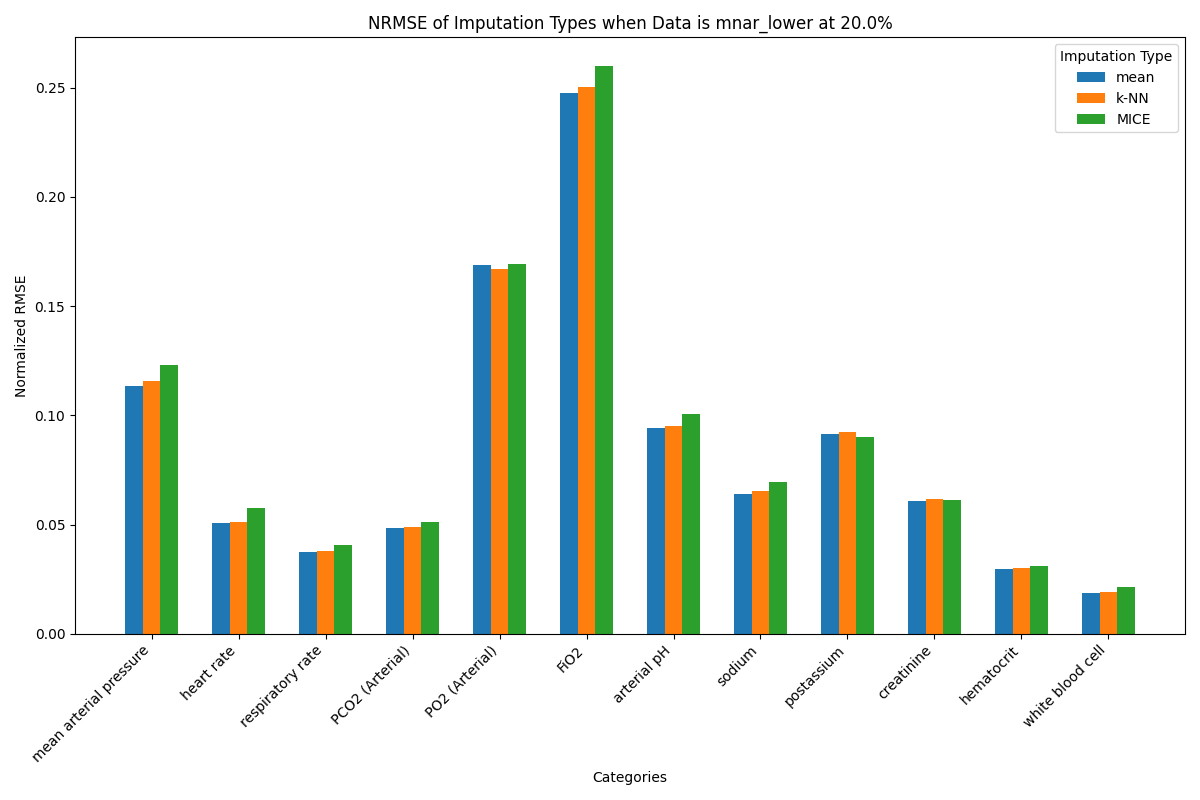 NRMSE of Imputation Types when Data is mnar_lower at 20.0%
Imputation Type
mean
k-NN
MICE
Normalized RMSE
0.25
0.20
0.15
0.10
0.05
0.00
mean arterial pressure
heart rate
respiratory rate
PCO2 (Arterial)
PO2 (Arterial)
FiO2
arterial pH
sodium
postassium
creatinine
hematocrit
white blood cell
Categories